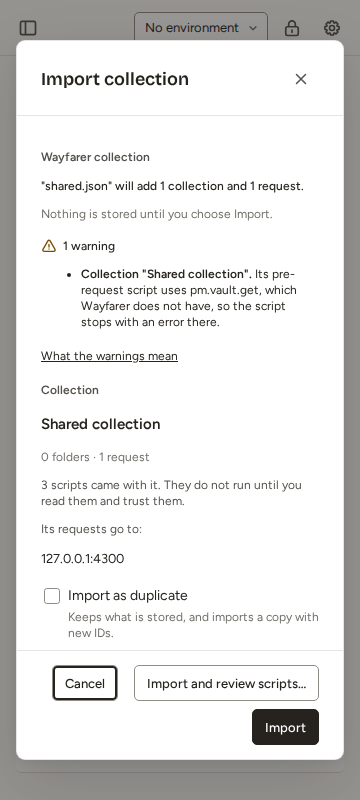 No environment
Import collection
Wayfarer collection
"shared.json" will add 1 collection and 1 request.
Nothing is stored until you choose Import.
1 warning
• Collection "Shared collection". Its pre-
request script uses pm.vault.get, which
Wayfarer does not have, so the script
stops with an error there.
What the warnings mean
Collection
Shared collection
0 folders · 1 request
3 scripts came with it. They do not run until you
read them and trust them.
Its requests go to:
127.0.0.1:4300
Import as duplicate
Keeps what is stored, and imports a copy with
new IDs.
Cancel
Import and review scripts...
Import